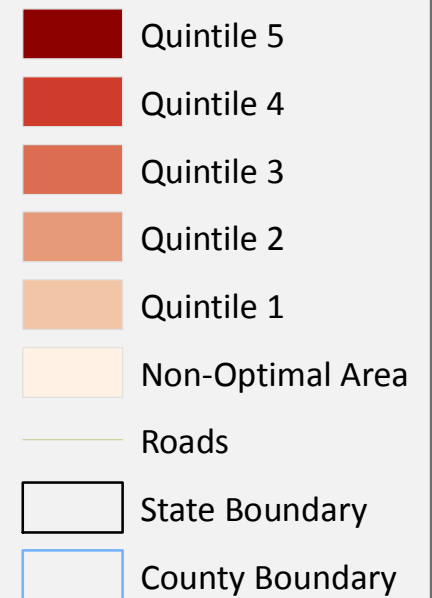 Quintile 5
Quintile 4
Quintile 3
Quintile 2
Quintile 1
Non-Optimal Area
Roads
State Boundary
County Boundary